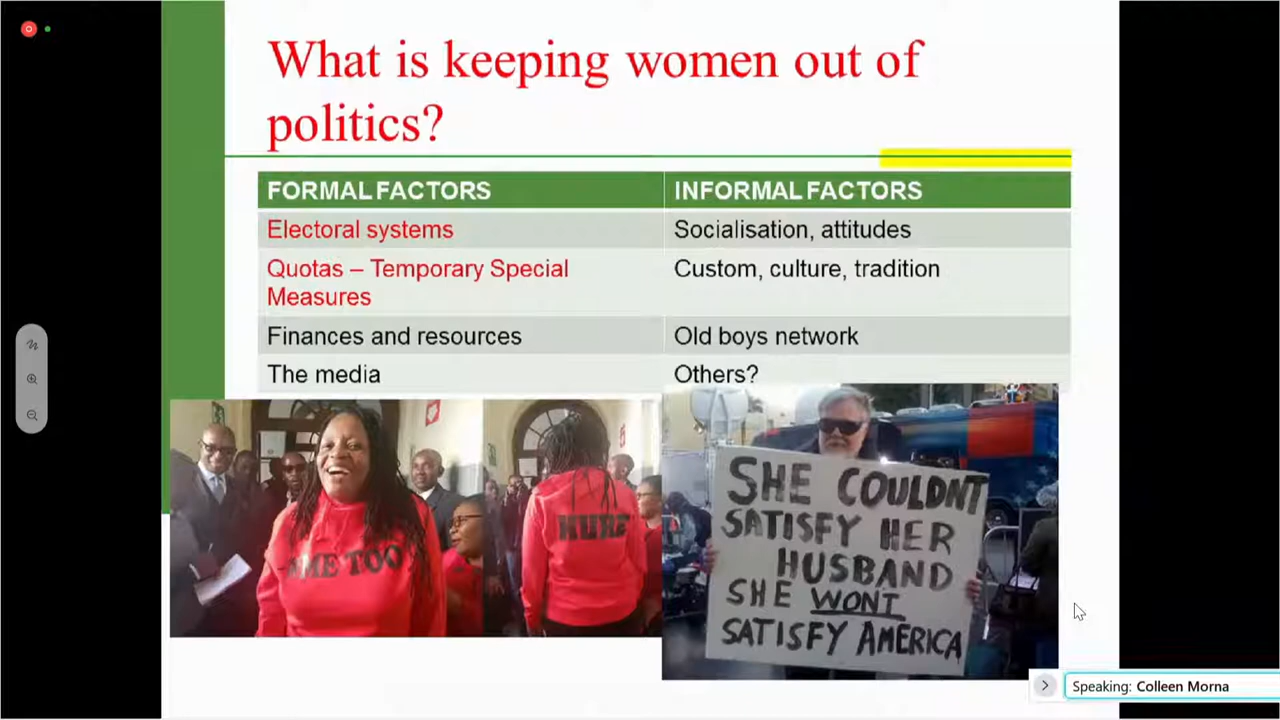 What is keeping women out of
politics?
FORMAL FACTORS
INFORMAL FACTORS
Electoral systems
Socialisation, attitudes
Quotas – Temporary Special
Measures
Custom, culture, tradition
Finances and resources
Old boys network
The media
Others?
ME TOO
HURE
SHE COULDNT
SATISFY HER
HUSBAND
SHE WONT
SATISFY AMERICA
Speaking: Colleen Morna